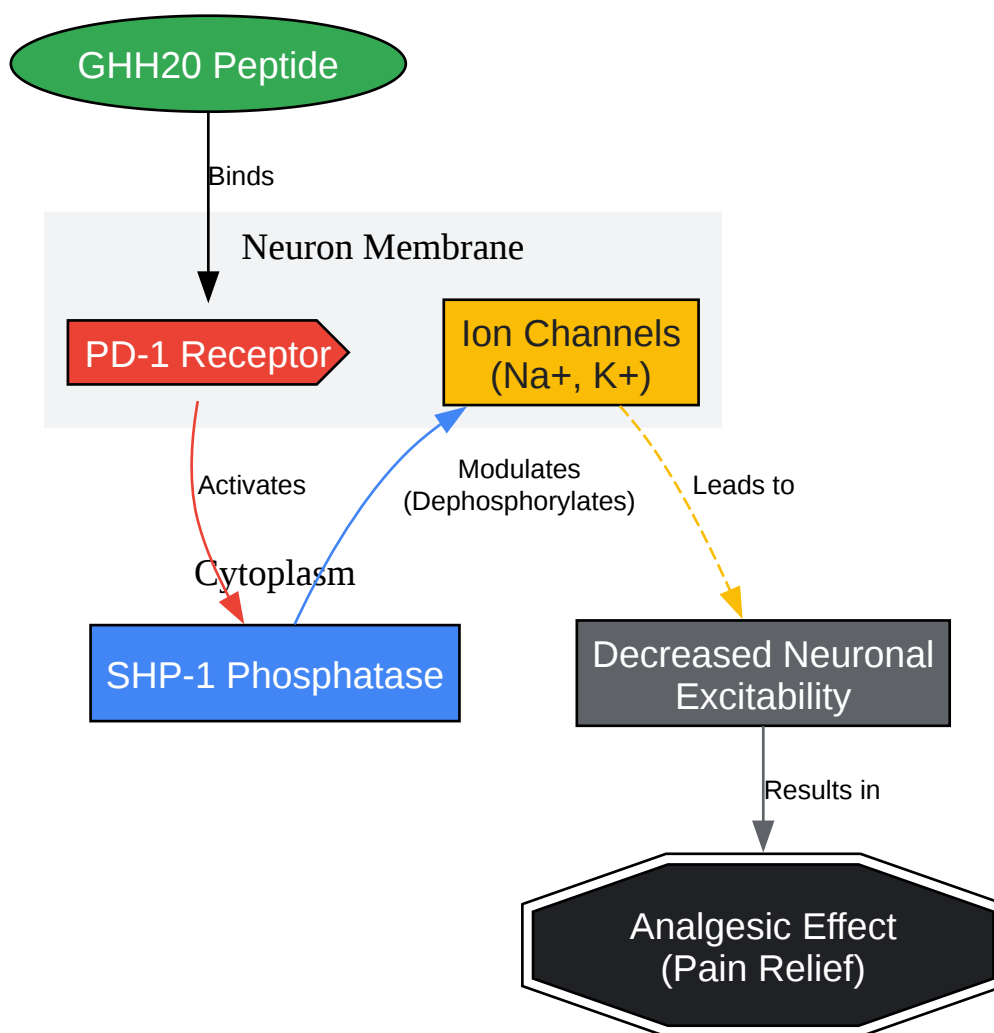 GHH20 Peptide
Binds
Neuron Membrane
PD-1 Receptor
Ion Channels
(Na+, K+)
Activates
Modulates
(Dephosphorylates)
Leads to
Cytoplasm
SHP-1 Phosphatase
Decreased Neuronal
Excitability
Results in
Analgesic Effect
(Pain Relief)